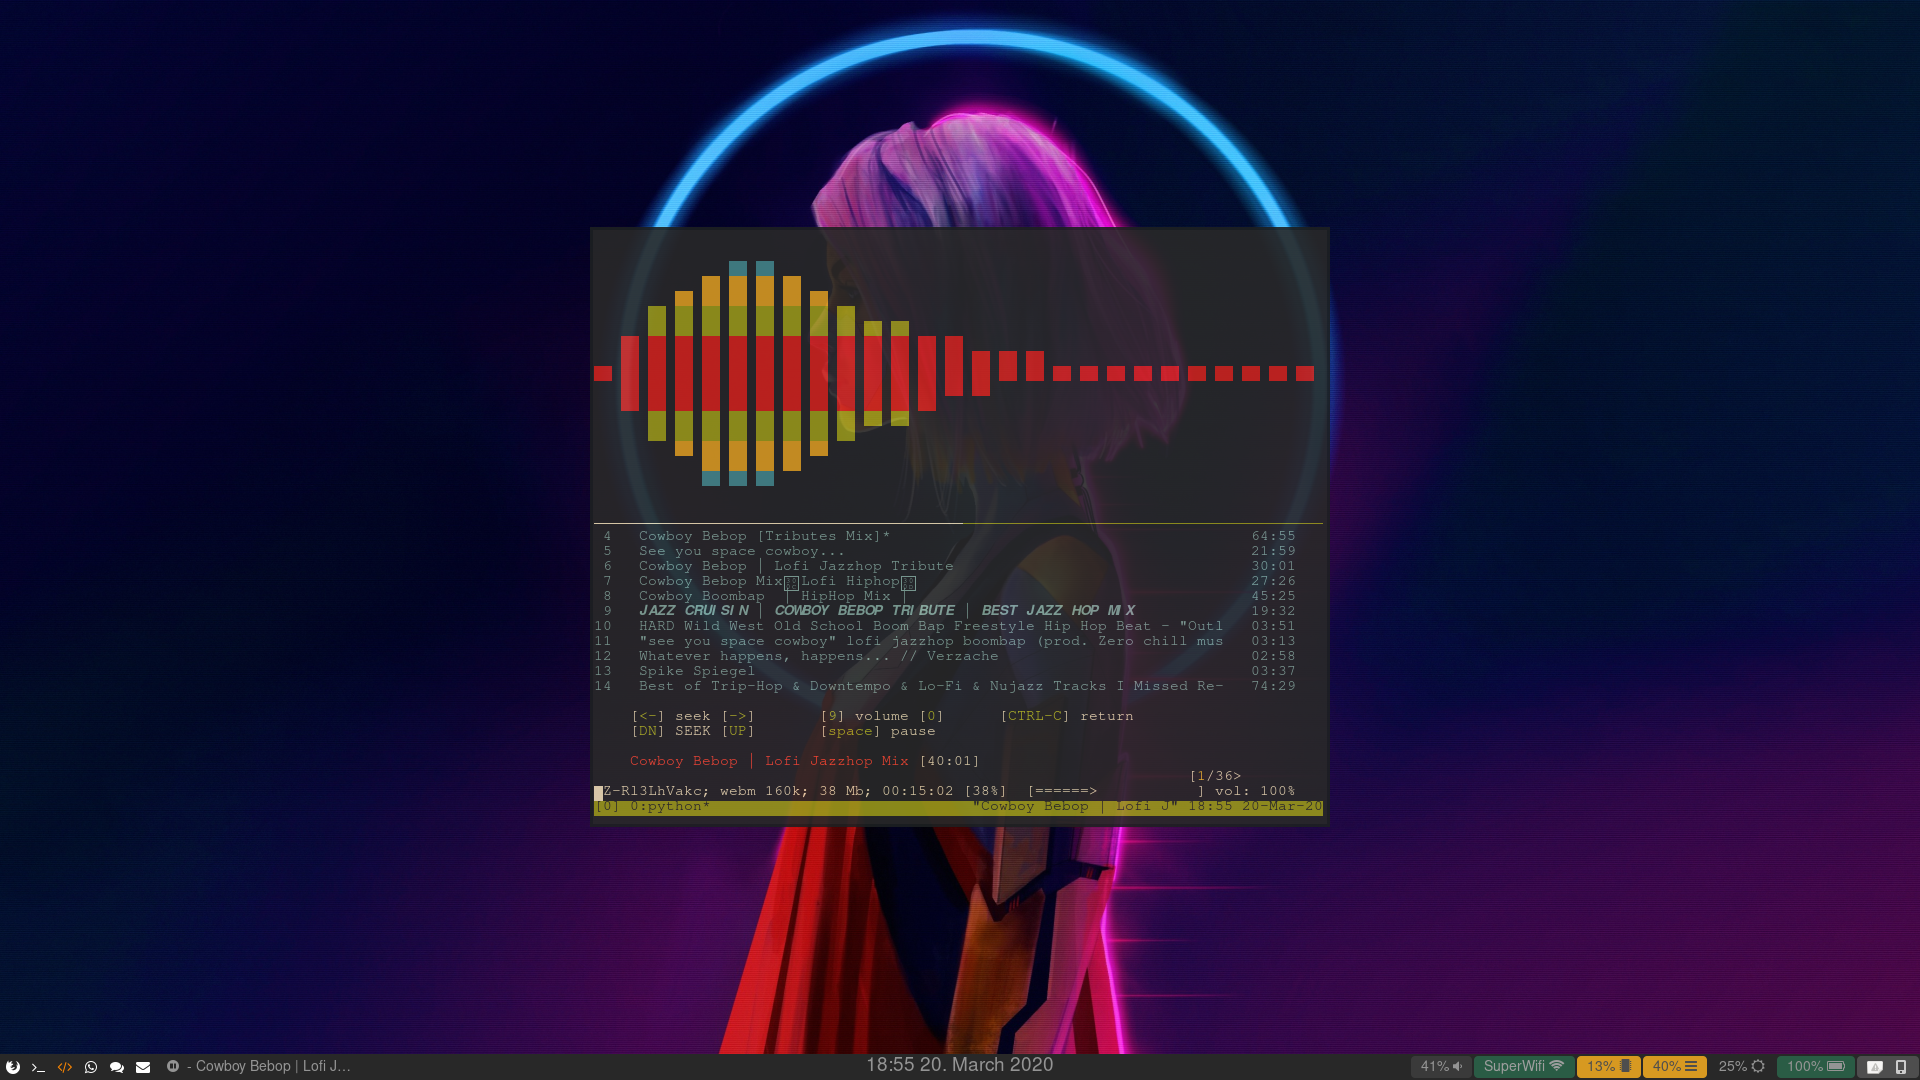 4 Cowboy Bebop [Tributes Mix]* 64:55
5 See you space cowboy... 21:59
6 Cowboy Bebop | Lofi Jazzhop Tribute 30:01
7 Cowboy Bebop Mix Lofi Hiphop 27:26
8 Cowboy Boombap | HipHop Mix | 45:25
9 JAZZ CRUISIN | COWBOY BEBOP TRIBUTE | BEST JAZZ HOP MIX 19:32
10 HARD Wild West Old School Boom Bap Freestyle Hip Hop Beat - "Outl 03:51
11 "see you space cowboy" lofi jazzhop boombap (prod. Zero chill mus 03:13
12 Whatever happens, happens... // Verzache 02:58
13 Spike Spiegel 03:37
14 Best of Trip-Hop & Downtempo & Lo-Fi & Nujazz Tracks I Missed Re- 74:29
[<-] seek [->] [9] volume [0] [CTRL-C] return
[DN] SEEK [UP] [space] pause
Cowboy Bebop | Lofi Jazzhop Mix [40:01]
[1/36>
Z-Rl3LhVakc; webm 160k; 38 Mb; 00:15:02 [38%] [======> ] vol: 100%
[0] 0:python* "Cowboy Bebop | Lofi J" 18:55 20-Mar-20
- Cowboy Bebop | Lofi J... 18:55 20. March 2020 41% SuperWifi 13% 40% 25% 100%